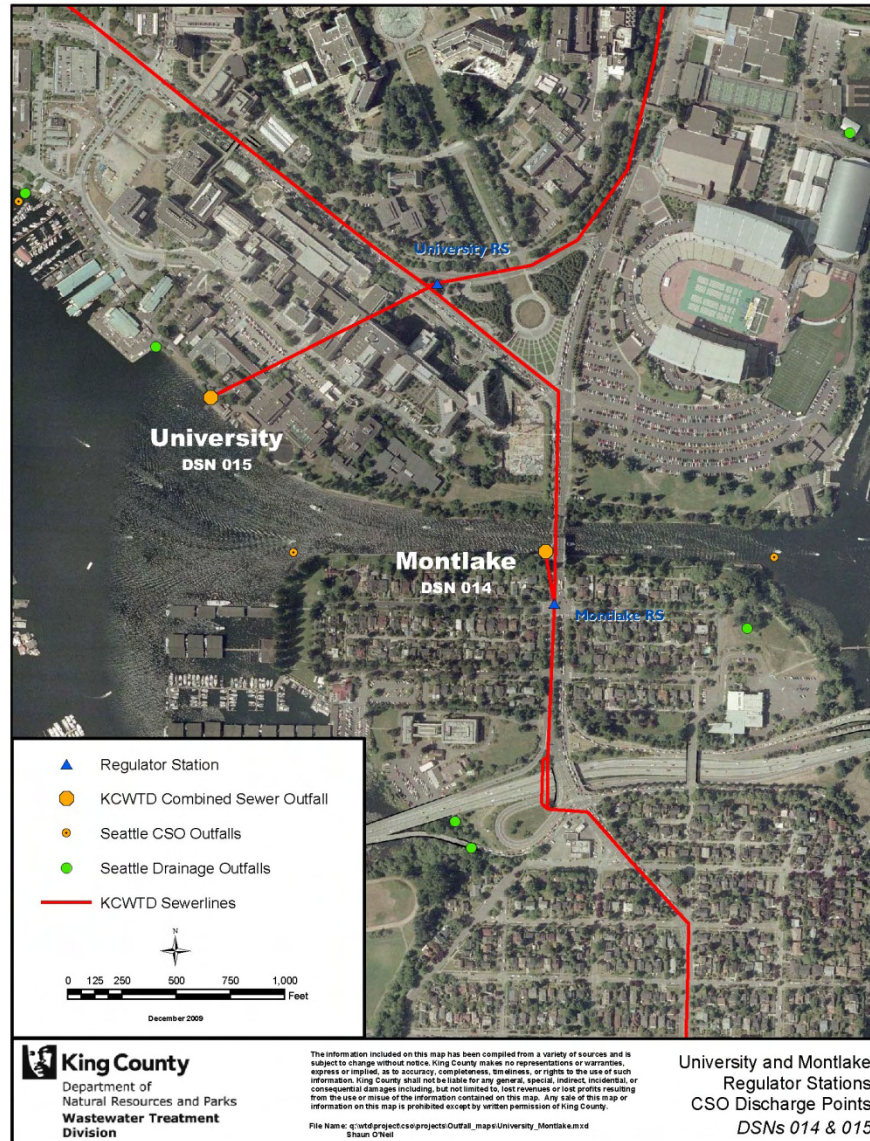 University RS
University
DSN 015
Montlake
DSN 014
Montlake RS
Regulator Station
KCWTD Combined Sewer Outfall
Seattle CSO Outfalls
Seattle Drainage Outfalls
KCWTD Sewerlines
N
0 125 250 500 750 1,000
Feet
December 2009
King County
Department of
Natural Resources and Parks
Wastewater Treatment
Division
The information included on this map has been compiled from a variety of sources and is
subject to change without notice. King County makes no representations or warranties,
express or implied, as to accuracy, completeness, timeliness, or rights to the use of such
information. King County shall not be liable for any general, special, indirect, incidental, or
consequential damages including, but not limited to, lost revenues or lost profits resulting
from the use or misuse of the information contained on this map. Any sale of this map or
information on this map is prohibited except by written permission of King County.
File Name: q:\wtd\projects\cso\projects\Outfall_maps\University_Montlake.mxd
Shaun O'Neil
University and Montlake
Regulator Stations
CSO Discharge Points
DSNs 014 & 015